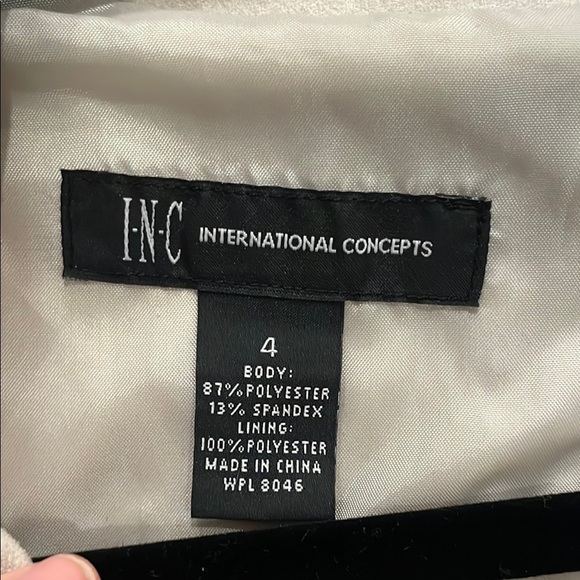 I·N·C INTERNATIONAL CONCEPTS
4
BODY:
87% POLYESTER
13% SPANDEX
LINING:
100% POLYESTER
MADE IN CHINA
WPL 8046